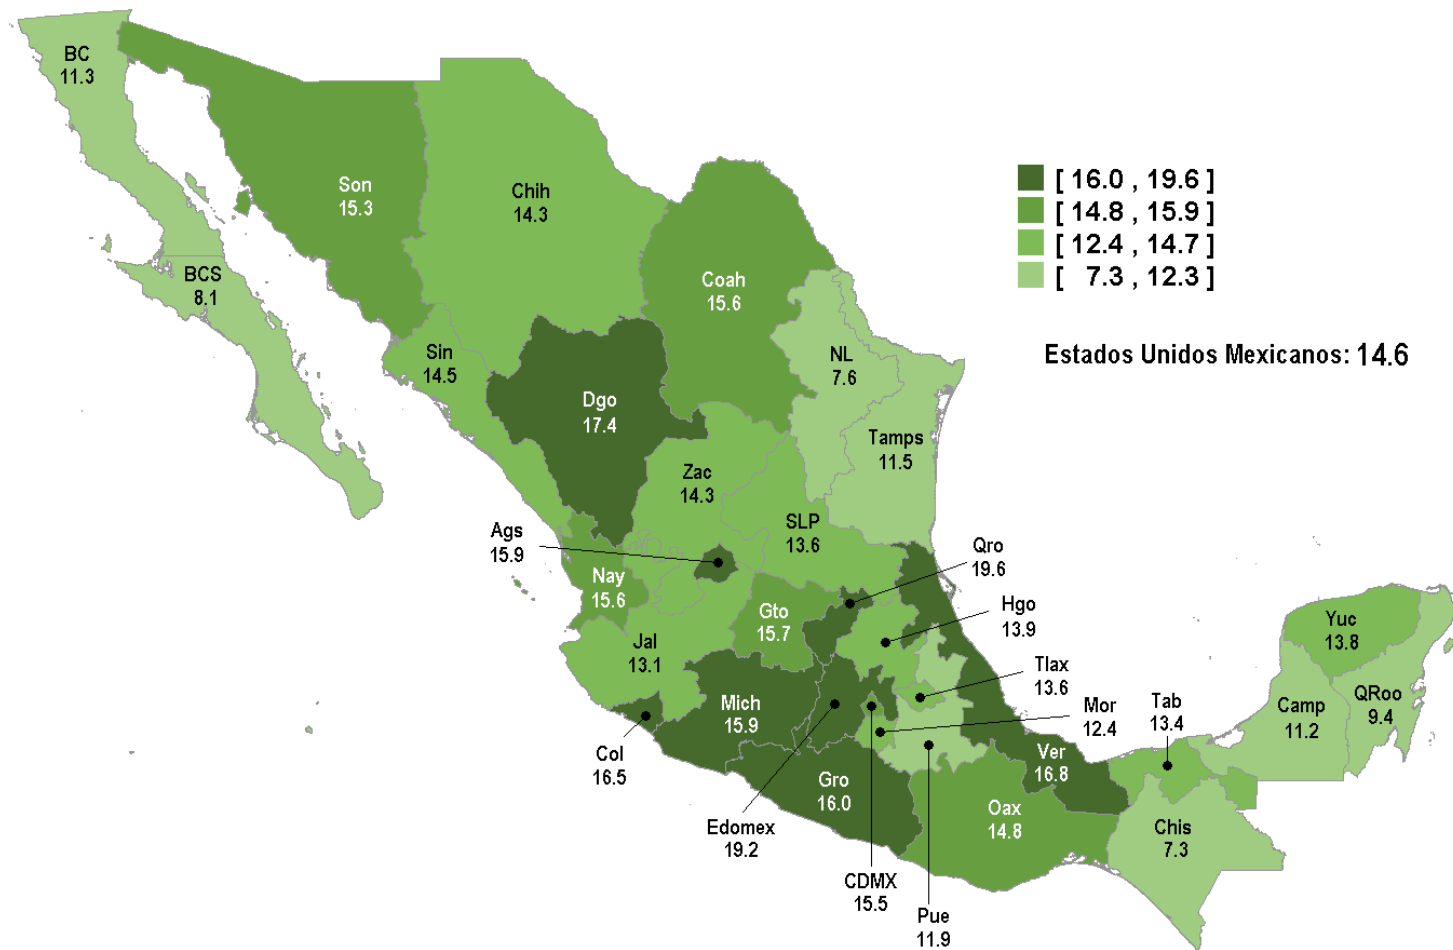 BC
11.3
Son
15.3
Chih
14.3
[ 16.0 , 19.6 ]
[ 14.8 , 15.9 ]
[ 12.4 , 14.7 ]
[ 7.3 , 12.3 ]
Estados Unidos Mexicanos: 14.6
BCS
8.1
Coah
15.6
Sin
14.5
NL
7.6
Dgo
17.4
Tamps
11.5
Zac
14.3
SLP
13.6
Ags
15.9
Qro
19.6
Nay
15.6
Gto
15.7
Hgo
13.9
Yuc
13.8
Jal
13.1
Tlax
13.6
Mich
15.9
Mor
12.4
Tab
13.4
Camp
11.2
QRoo
9.4
Col
16.5
Ver
16.8
Gro
16.0
Oax
14.8
Edomex
19.2
Chis
7.3
CDMX
15.5
Pue
11.9